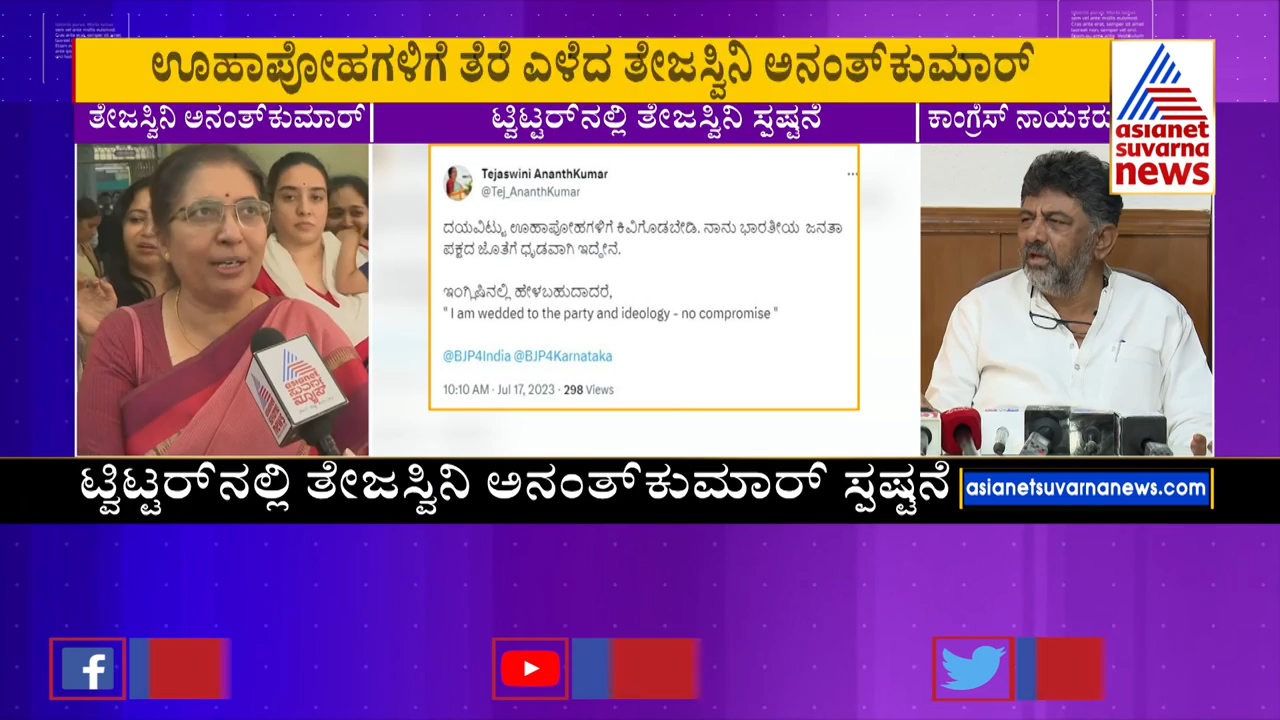 ಊಹಾಪೋಹಗಳಿಗೆ ತೆರೆ ಎಳೆದ ತೇಜಸ್ವಿನಿ ಅನಂತ್‌ಕುಮಾರ್
asianet
suvarna
news
ತೇಜಸ್ವಿನಿ ಅನಂತ್‌ಕುಮಾರ್
ಟ್ವಿಟ್ಟರ್‌ನಲ್ಲಿ ತೇಜಸ್ವಿನಿ ಸ್ಪಷ್ಟನೆ
ಕಾಂಗ್ರೆಸ್ ನಾಯಕರು
Tejaswini AnanthKumar
@Tej_AnanthKumar
ದಯವಿಟ್ಟು ಊಹಾಪೋಹಗಳಿಗೆ ಕಿವಿಗೊಡಬೇಡಿ. ನಾನು ಭಾರತೀಯ ಜನತಾ
ಪಕ್ಷದ ಜೊತೆಗೆ ಧೃಡವಾಗಿ ಇದ್ದೇನೆ.
ಇಂಗ್ಲಿಷಿನಲ್ಲಿ ಹೇಳಬಹುದಾದರೆ,
" I am wedded to the party and ideology - no compromise "
@BJP4India @BJP4Karnataka
10:10 AM · Jul 17, 2023 · 298 Views
asianet
ಸುವರ್ಣ
ನ್ಯೂಸ್
ಟ್ವಿಟ್ಟರ್‌ನಲ್ಲಿ ತೇಜಸ್ವಿನಿ ಅನಂತ್‌ಕುಮಾರ್ ಸ್ಪಷ್ಟನೆ
asianetsuvarnanews.com